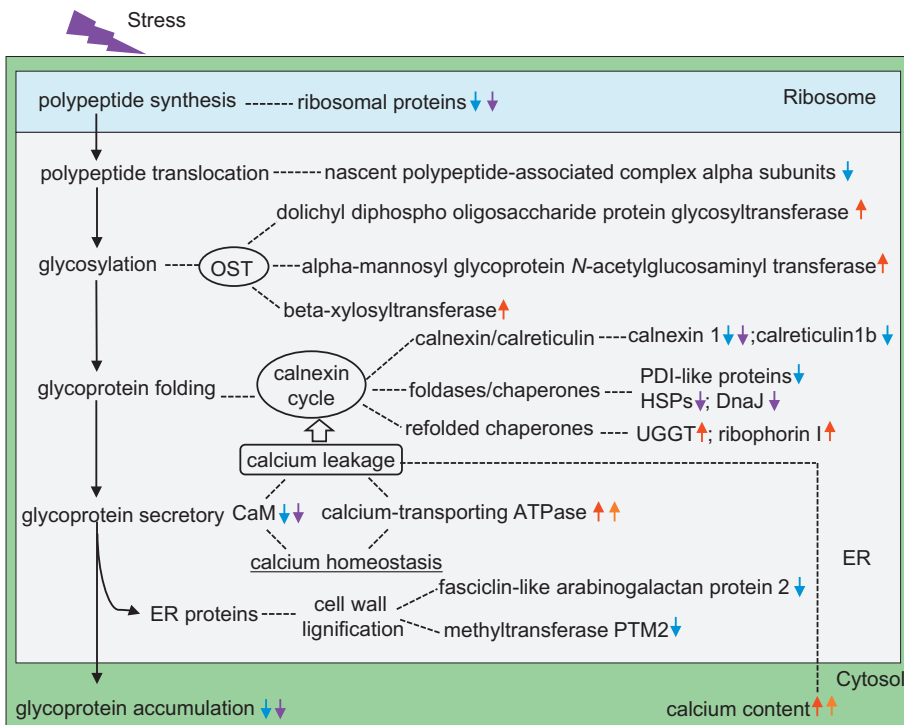 Stress
polypeptide synthesis ribosomal proteins Ribosome
polypeptide translocation nascent polypeptide-associated complex alpha subunits
dolichyl diphospho oligosaccharide protein glycosyltransferase
glycosylation OST alpha-mannosyl glycoprotein N-acetylglucosaminyl transferase
beta-xylosyltransferase
calnexin/calreticulin calnexin 1 ;calreticulin1b
glycoprotein folding calnexin cycle foldases/chaperones PDI-like proteins
HSPs ; DnaJ
refolded chaperones UGGT ; ribophorin I
calcium leakage
glycoprotein secretory CaM calcium-transporting ATPase
calcium homeostasis ER
fasciclin-like arabinogalactan protein 2
ER proteins cell wall lignification
methyltransferase PTM2
Cytosol
glycoprotein accumulation calcium content